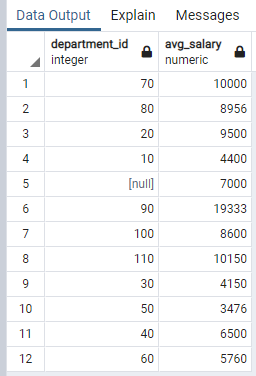 Data Output Explain Messages
department_id avg_salary
integer numeric
1 70 10000
2 80 8956
3 20 9500
4 10 4400
5 [null] 7000
6 90 19333
7 100 8600
8 110 10150
9 30 4150
10 50 3476
11 40 6500
12 60 5760